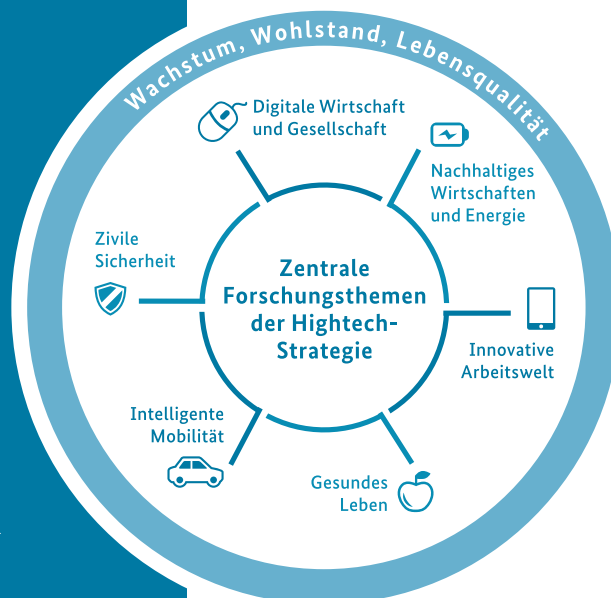 Wachstum, Wohlstand, Lebensqualität
Digitale Wirtschaft
und Gesellschaft
Nachhaltiges
Wirtschaften
und Energie
Zivile
Sicherheit
Zentrale
Forschungsthemen
der Hightech-
Strategie
Innovative
Arbeitswelt
Intelligente
Mobilität
Gesundes
Leben